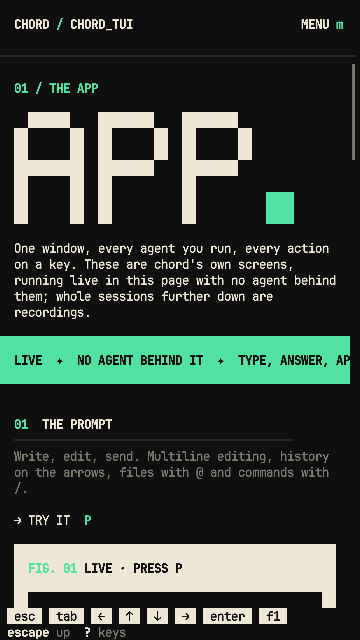 CHORD / CHORD_TUI
MENU m
01 / THE APP
APP.
One window, every agent you run, every action
on a key. These are chord's own screens,
running live in this page with no agent behind
them; whole sessions further down are
recordings.
LIVE ✦ NO AGENT BEHIND IT ✦ TYPE, ANSWER, AP
01 THE PROMPT
Write, edit, send. Multiline editing, history
on the arrows, files with @ and commands with
/.
→ TRY IT P
FIG. 01 LIVE · PRESS P
esc tab ← ↑ ↓ → enter f1
escape up ? keys